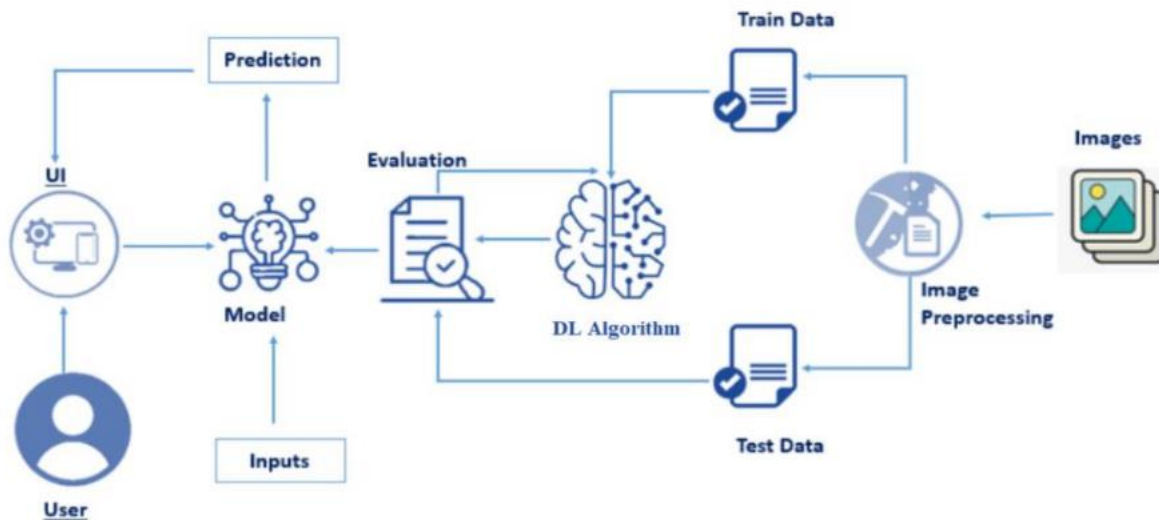 Train Data
Prediction
Images
Evaluation
UI
Model
DL Algorithm
Image
Preprocessing
Test Data
Inputs
User